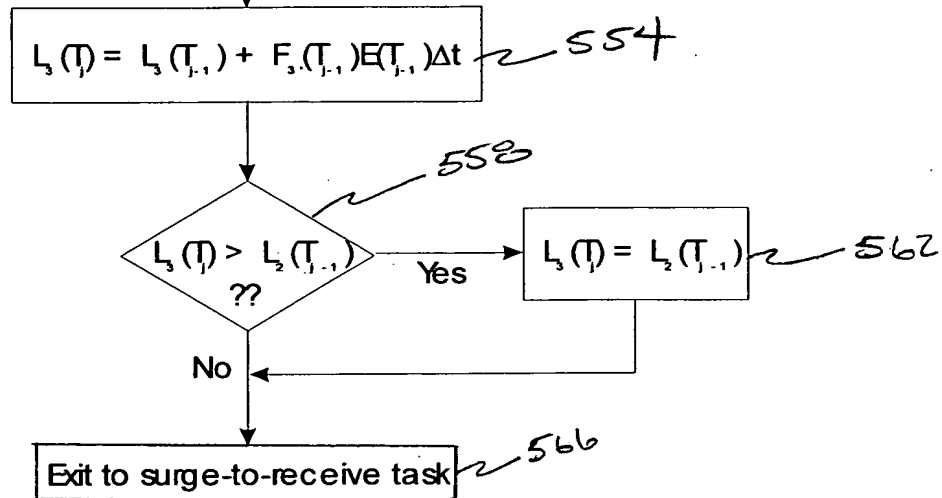 L₃(Tⱼ) = L₃(Tⱼ₋₁) + F₃.(Tⱼ₋₁)E(Tⱼ₋₁)Δt
554
558
L₃(Tⱼ) > L₂(Tⱼ₋₁)
??
Yes
L₃(Tⱼ) = L₂(Tⱼ₋₁)
562
No
Exit to surge-to-receive task
566